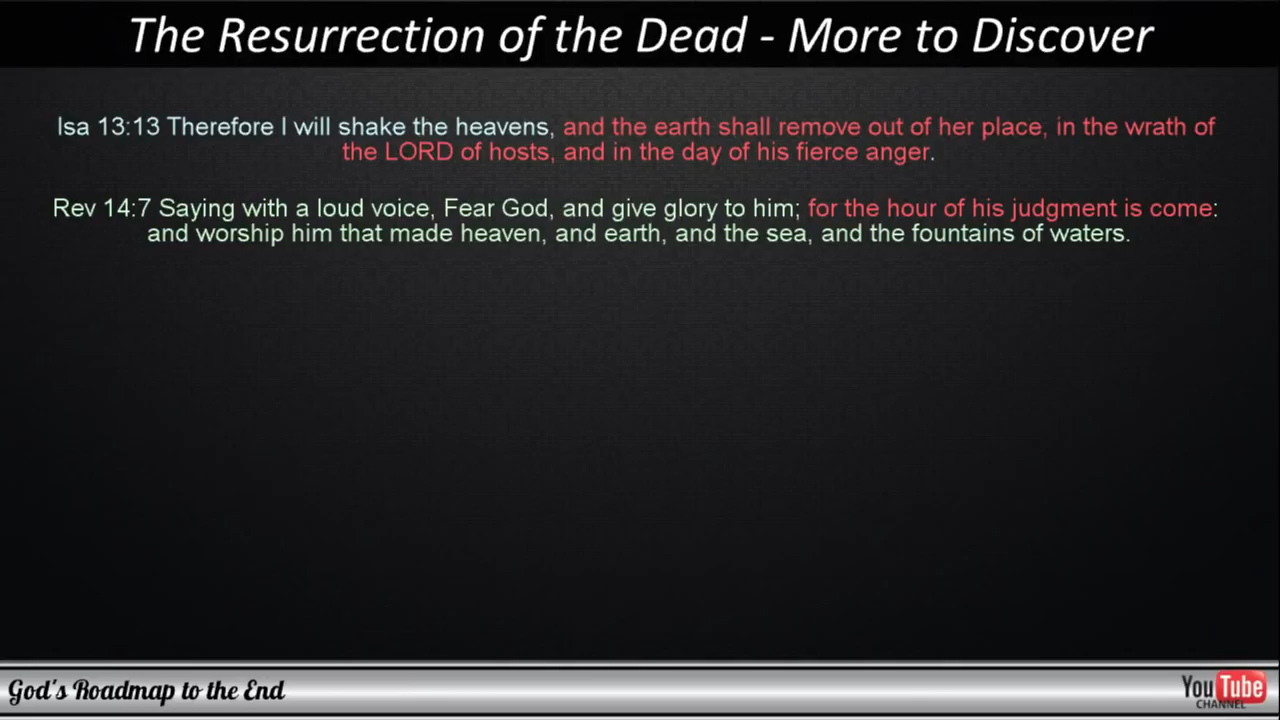 The Resurrection of the Dead - More to Discover
Isa 13:13 Therefore I will shake the heavens, and the earth shall remove out of her place, in the wrath of
the LORD of hosts, and in the day of his fierce anger.
Rev 14:7 Saying with a loud voice, Fear God, and give glory to him; for the hour of his judgment is come:
and worship him that made heaven, and earth, and the sea, and the fountains of waters.
God's Roadmap to the End
YouTube
CHANNEL